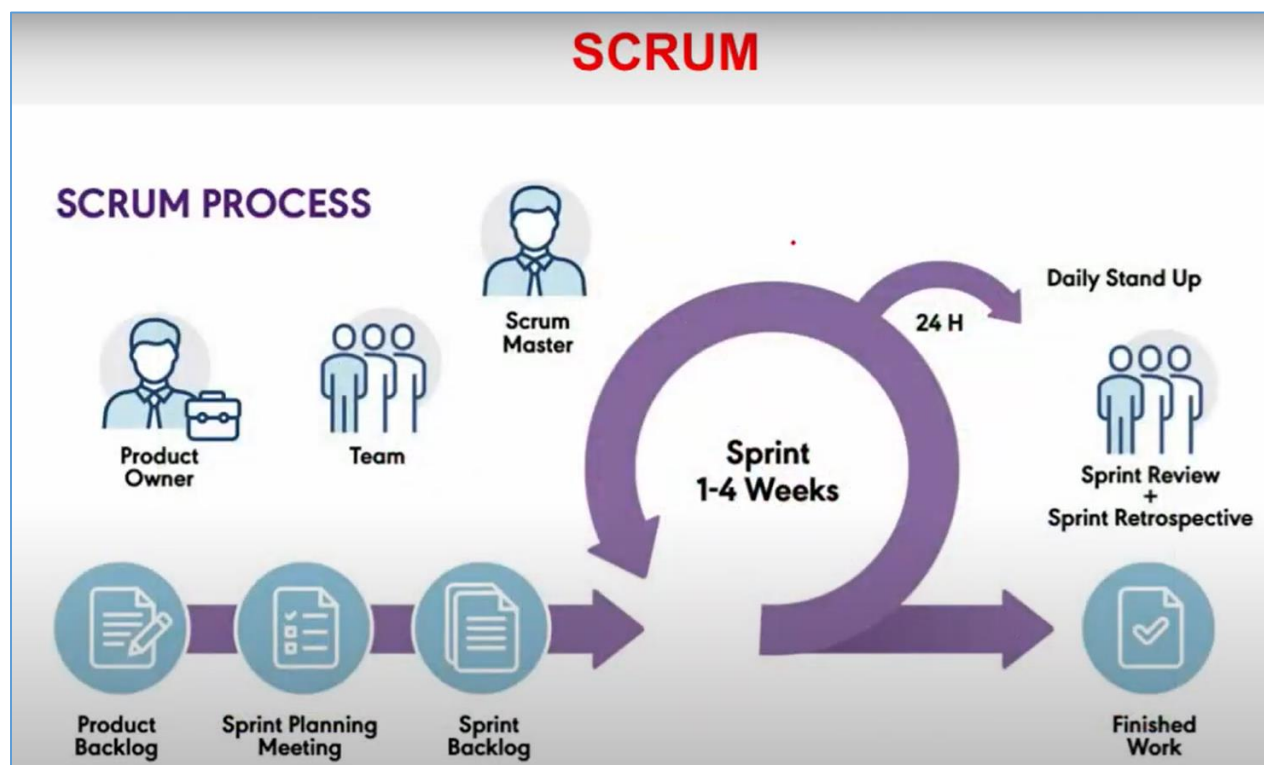 SCRUM
SCRUM PROCESS
Scrum
Master
Product
Owner
Team
Sprint
1-4 Weeks
24 H
Daily Stand Up
Sprint Review
+
Sprint Retrospective
Product
Backlog
Sprint Planning
Meeting
Sprint
Backlog
Finished
Work